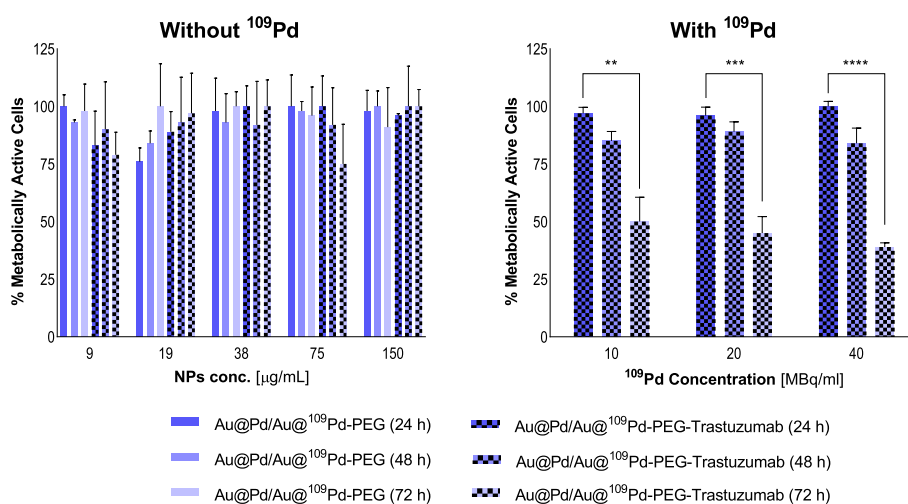 Without ¹⁰⁹Pd
% Metabolically Active Cells
125
100
75
50
25
0
9 19 38 75 150
NPs conc. [μg/mL]
With ¹⁰⁹Pd
% Metabolically Active Cells
125
100
75
50
25
0
** *** ****
10 20 40
¹⁰⁹Pd Concentration [MBq/ml]
Au@Pd/Au@¹⁰⁹Pd-PEG (24 h)
Au@Pd/Au@¹⁰⁹Pd-PEG (48 h)
Au@Pd/Au@¹⁰⁹Pd-PEG (72 h)
Au@Pd/Au@¹⁰⁹Pd-PEG-Trastuzumab (24 h)
Au@Pd/Au@¹⁰⁹Pd-PEG-Trastuzumab (48 h)
Au@Pd/Au@¹⁰⁹Pd-PEG-Trastuzumab (72 h)